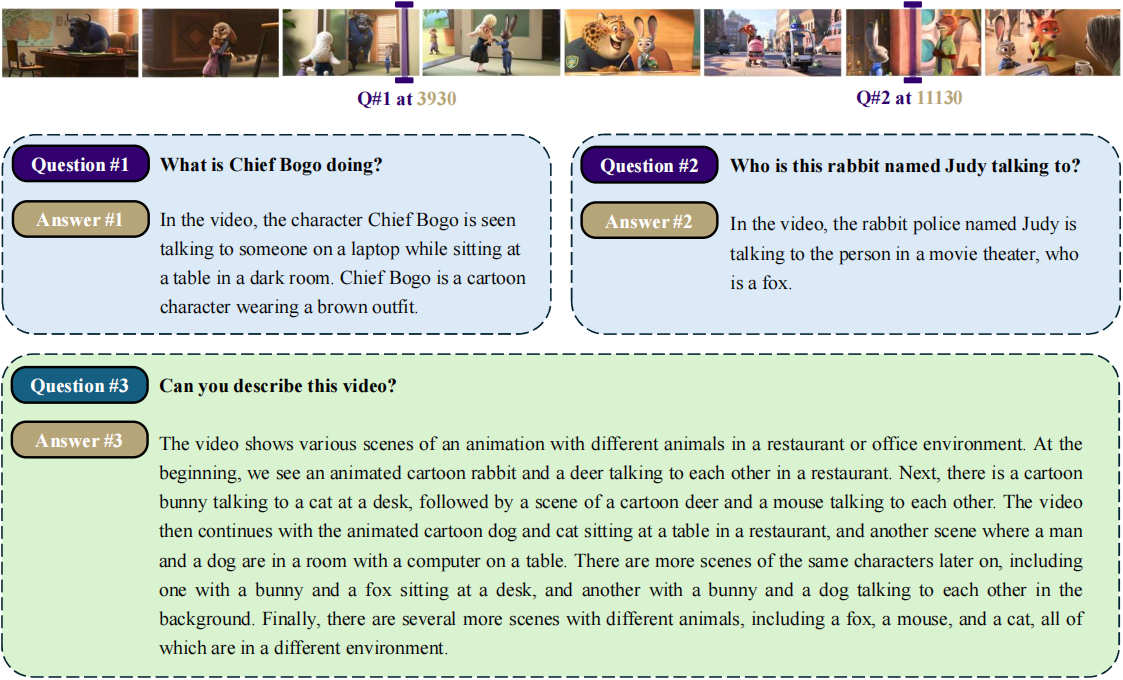 Q#1 at 3930
Q#2 at 11130
Question #1
What is Chief Bogo doing?
Answer #1
In the video, the character Chief Bogo is seen
talking to someone on a laptop while sitting at
a table in a dark room. Chief Bogo is a cartoon
character wearing a brown outfit.
Question #2
Who is this rabbit named Judy talking to?
Answer #2
In the video, the rabbit police named Judy is
talking to the person in a movie theater, who
is a fox.
Question #3
Can you describe this video?
Answer #3
The video shows various scenes of an animation with different animals in a restaurant or office environment. At the
beginning, we see an animated cartoon rabbit and a deer talking to each other in a restaurant. Next, there is a cartoon
bunny talking to a cat at a desk, followed by a scene of a cartoon deer and a mouse talking to each other. The video
then continues with the animated cartoon dog and cat sitting at a table in a restaurant, and another scene where a man
and a dog are in a room with a computer on a table. There are more scenes of the same characters later on, including
one with a bunny and a fox sitting at a desk, and another with a bunny and a dog talking to each other in the
background. Finally, there are several more scenes with different animals, including a fox, a mouse, and a cat, all of
which are in a different environment.